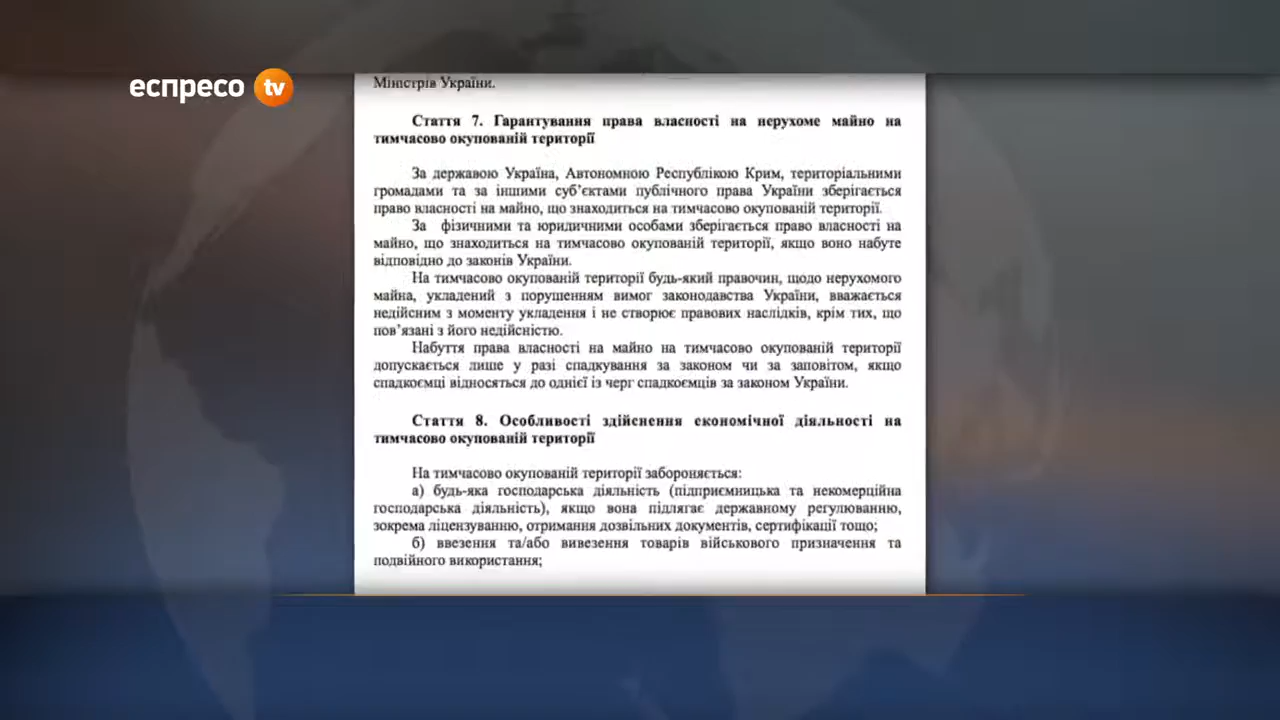 еспресо tv
Міністрів України.
Стаття 7. Гарантування права власності на нерухоме майно на
тимчасово окупованій території
За державою Україна, Автономною Республікою Крим, територіальними
громадами та за іншими суб’єктами публічного права України зберігається
право власності на майно, що знаходиться на тимчасово окупованій території.
За фізичними та юридичними особами зберігається право власності на
майно, що знаходиться на тимчасово окупованій території, якщо воно набуте
відповідно до законів України.
На тимчасово окупованій території будь-який правочин, щодо нерухомого
майна, укладений з порушенням вимог законодавства України, вважається
недійсним з моменту укладення і не створює правових наслідків, крім тих, що
пов’язані з його недійсністю.
Набуття права власності на майно на тимчасово окупованій території
допускається лише у разі спадкування за законом чи за заповітом, якщо
спадкоємці відносяться до однієї із черг спадкоємців за законом України.
Стаття 8. Особливості здійснення економічної діяльності на
тимчасово окупованій території
На тимчасово окупованій території забороняється:
а) будь-яка господарська діяльність (підприємницька та некомерційна
господарська діяльність), якщо вона підлягає державному регулюванню,
зокрема ліцензуванню, отримання дозвільних документів, сертифікації тощо;
б) ввезення та/або вивезення товарів військового призначення та
подвійного використання;